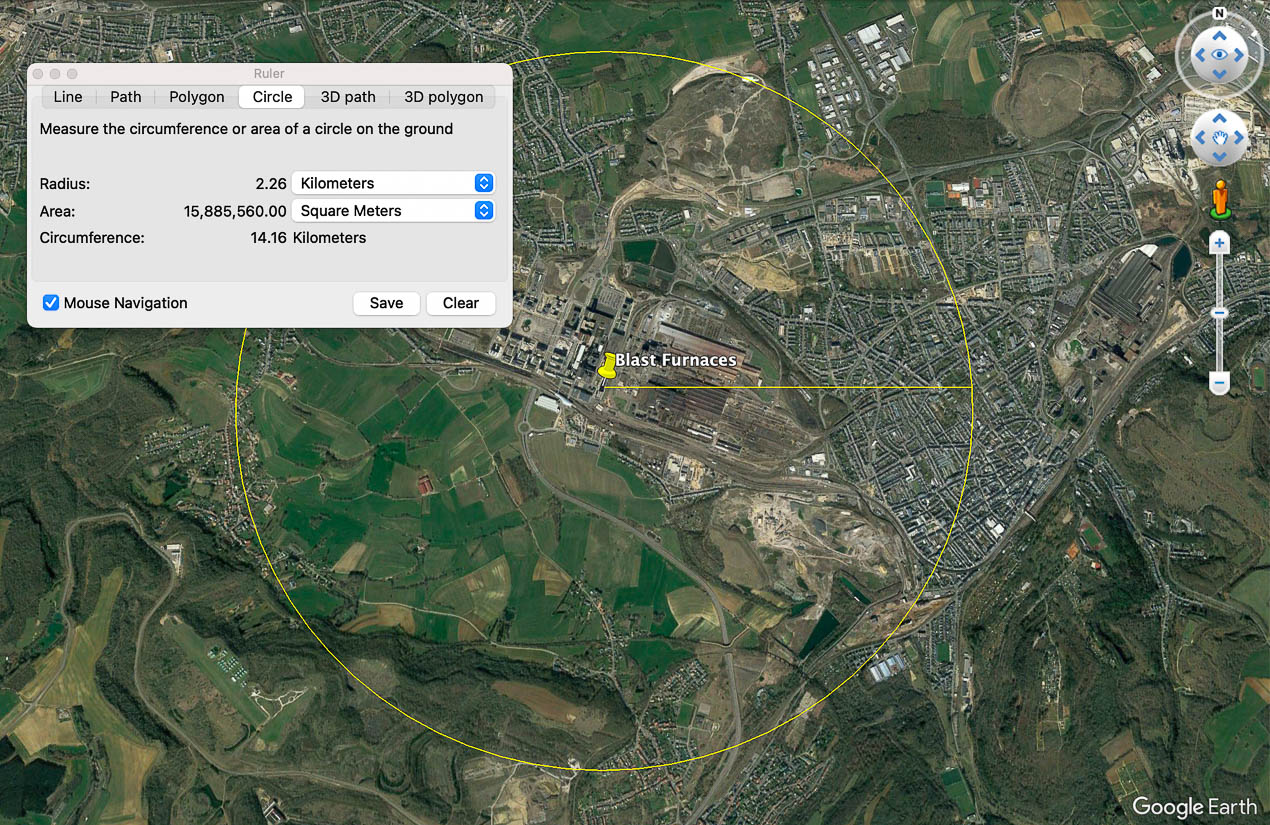 Ruler
Line Path Polygon Circle 3D path 3D polygon
Measure the circumference or area of a circle on the ground
Radius: 2.26 Kilometers
Area: 15,885,560.00 Square Meters
Circumference: 14.16 Kilometers
Mouse Navigation Save Clear
N
Blast Furnaces
Google Earth